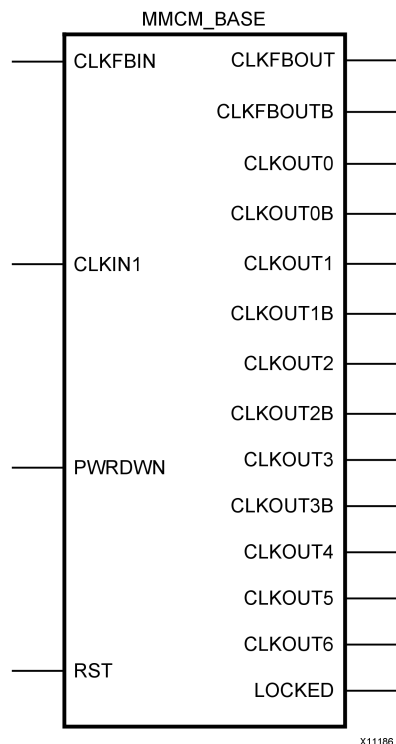 MMCM_BASE
CLKFBIN
CLKFBOUT
CLKFBOUTB
CLKOUT0
CLKOUT0B
CLKIN1
CLKOUT1
CLKOUT1B
CLKOUT2
CLKOUT2B
PWRDWN
CLKOUT3
CLKOUT3B
CLKOUT4
CLKOUT5
CLKOUT6
RST
LOCKED
X11186